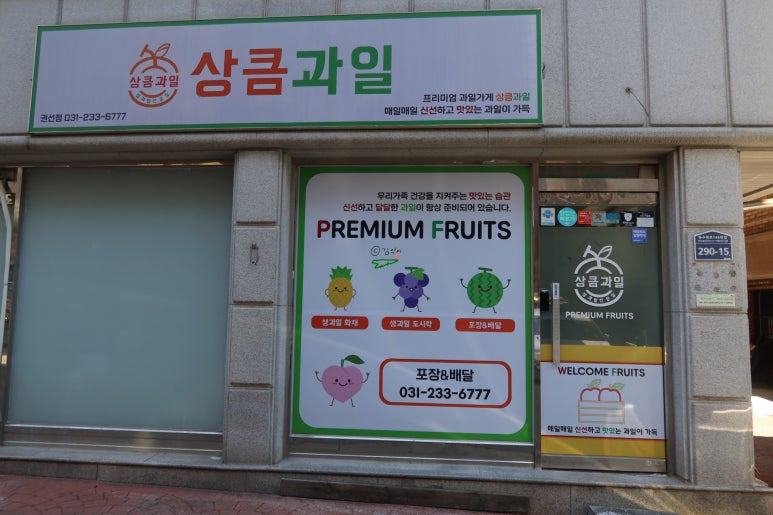 상큼과일
상큼과일
권선점 031-233-6777
프리미엄 과일가게 상큼과일
매일매일 신선하고 맛있는 과일이 가득
우리가족 건강을 지켜주는 맛있는 습관
신선하고 달달한 과일이 항상 준비되어 있습니다.
PREMIUM FRUITS
생과일 화채
생과일 도시락
포장&배달
포장&배달
031-233-6777
290-15
상큼과일
PREMIUM FRUITS
WELCOME FRUITS
매일매일 신선하고 맛있는 과일이 가득